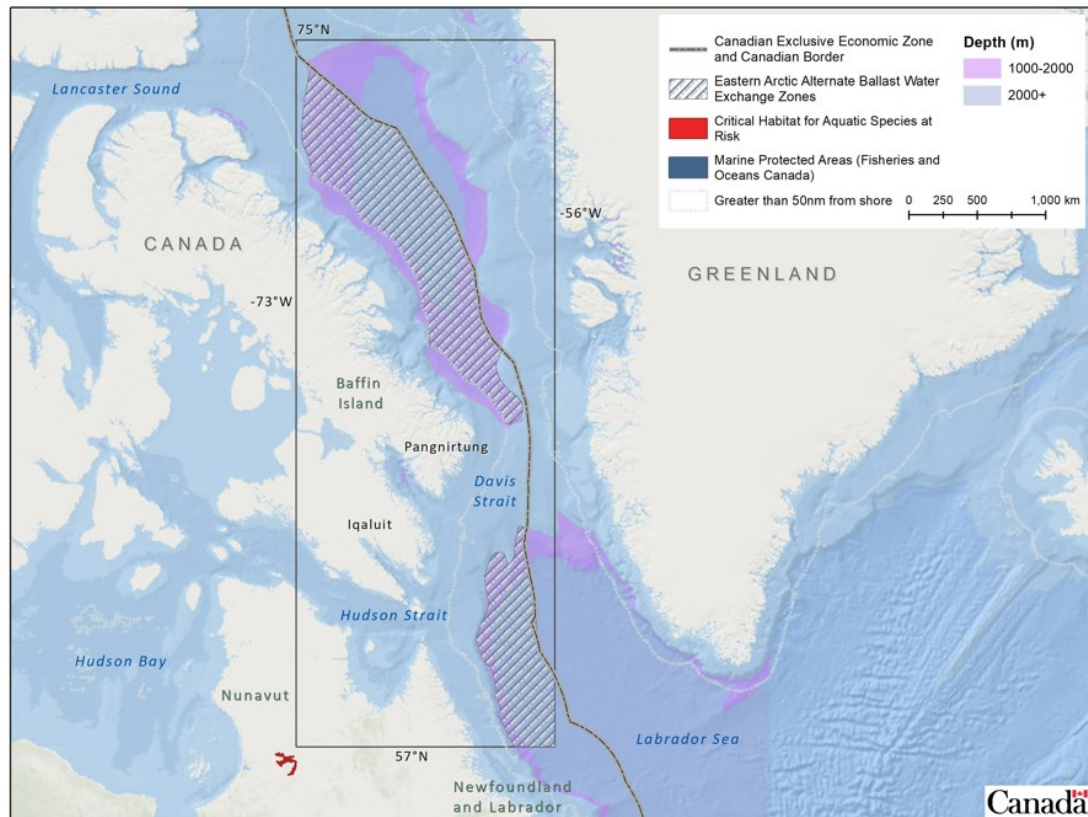 75°N
Lancaster Sound
CANADA
-73°W
-56°W
GREENLAND
Baffin
Island
Pangnirtung
Davis
Strait
Iqaluit
Hudson Strait
Hudson Bay
Nunavut
Labrador Sea
57°N
Newfoundland
and Labrador
Canadian Exclusive Economic Zone
and Canadian Border
Eastern Arctic Alternate Ballast Water
Exchange Zones
Critical Habitat for Aquatic Species at
Risk
Marine Protected Areas (Fisheries and
Oceans Canada)
Greater than 50nm from shore
Depth (m)
1000-2000
2000+
0 250 500 1,000 km
Canada